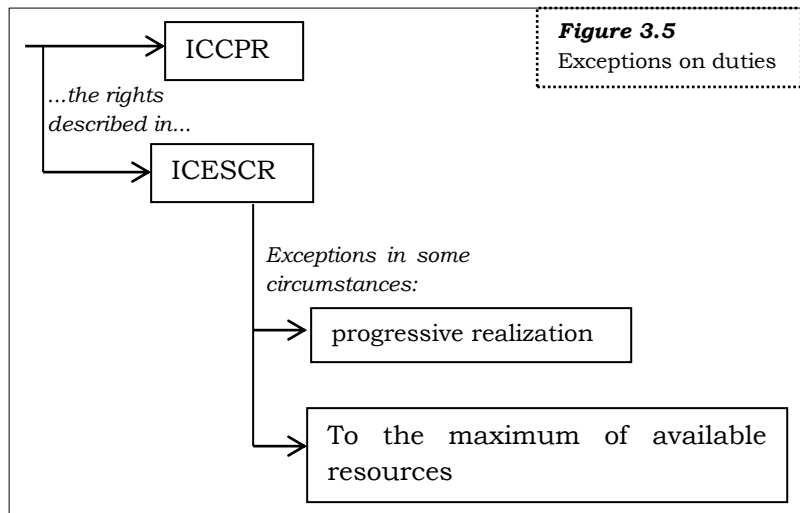 Figure 3.5
Exceptions on duties
ICCPR
...the rights
described in...
ICESCR
Exceptions in some
circumstances:
progressive realization
To the maximum of available
resources